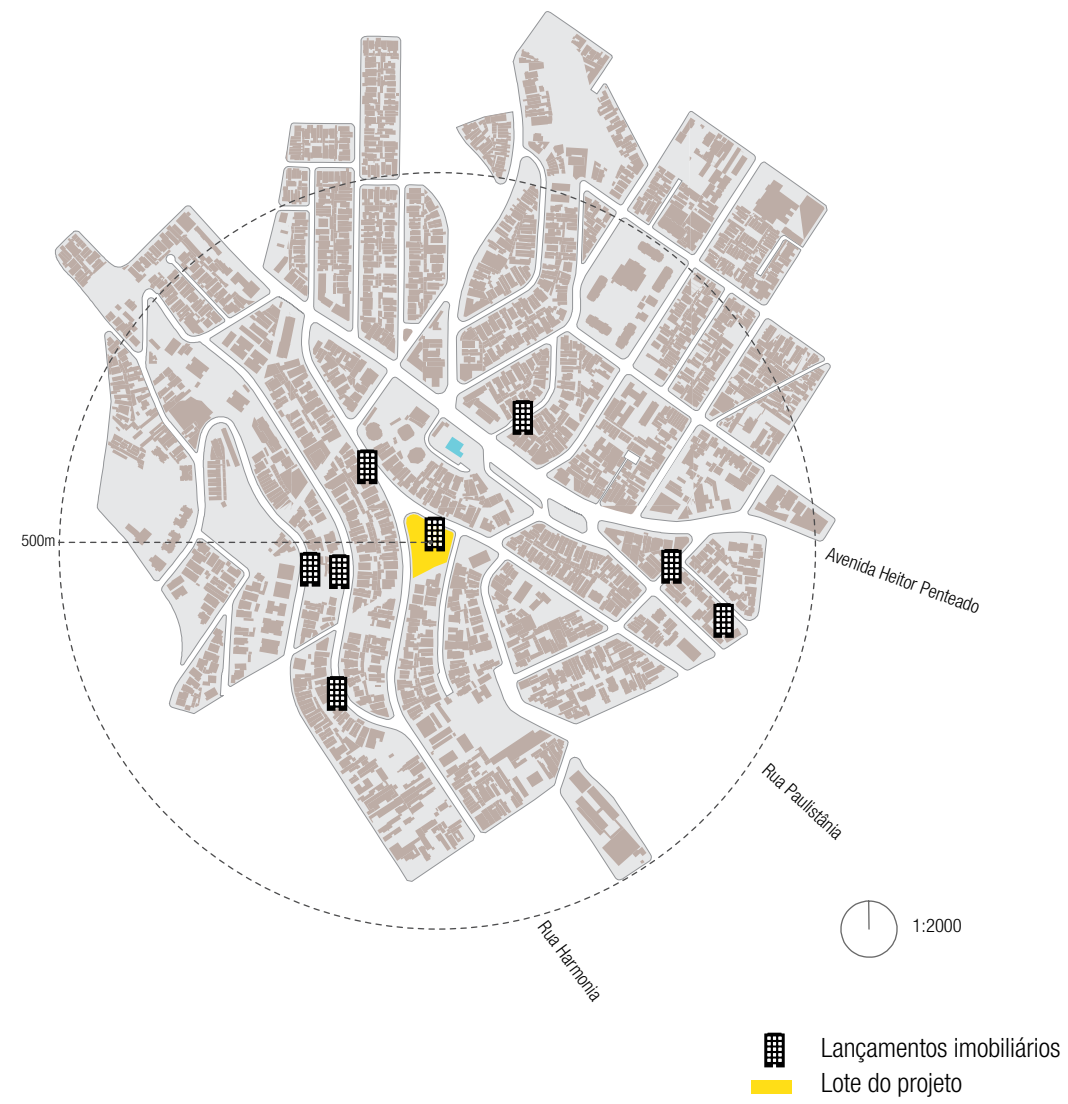 500m
Avenida Heitor Penteado
Rua Paulistânia
Rua Harmonia
1:2000
Lançamentos imobiliários
Lote do projeto